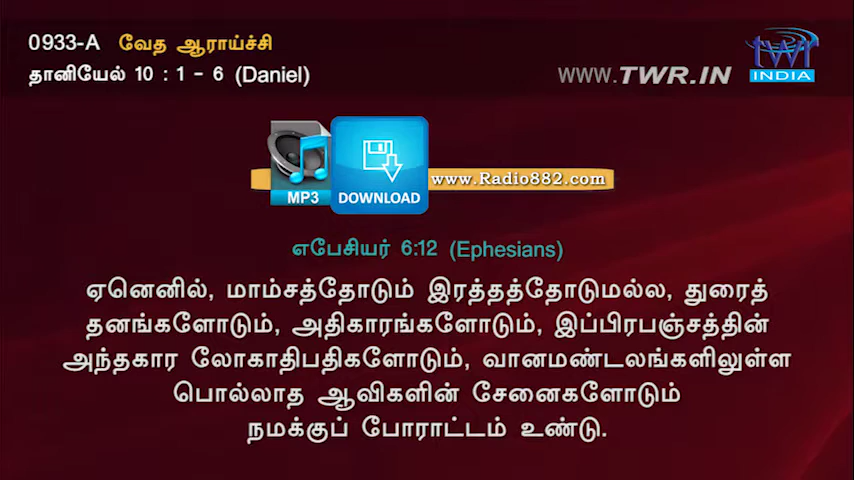 0933-A வேத ஆராய்ச்சி
தானியேல் 10 : 1 - 6 (Daniel)
WWW.TWR.IN
twr
INDIA
MP3
DOWNLOAD
www.Radio882.com
எபேசியர் 6:12 (Ephesians)
ஏனெனில், மாம்சத்தோடும் இரத்தத்தோடுமல்ல, துரைத்
தனங்களோடும், அதிகாரங்களோடும், இப்பிரபஞ்சத்தின்
அந்தகார லோகாதிபதிகளோடும், வானமண்டலங்களிலுள்ள
பொல்லாத ஆவிகளின் சேனைகளோடும்
நமக்குப் போராட்டம் உண்டு.